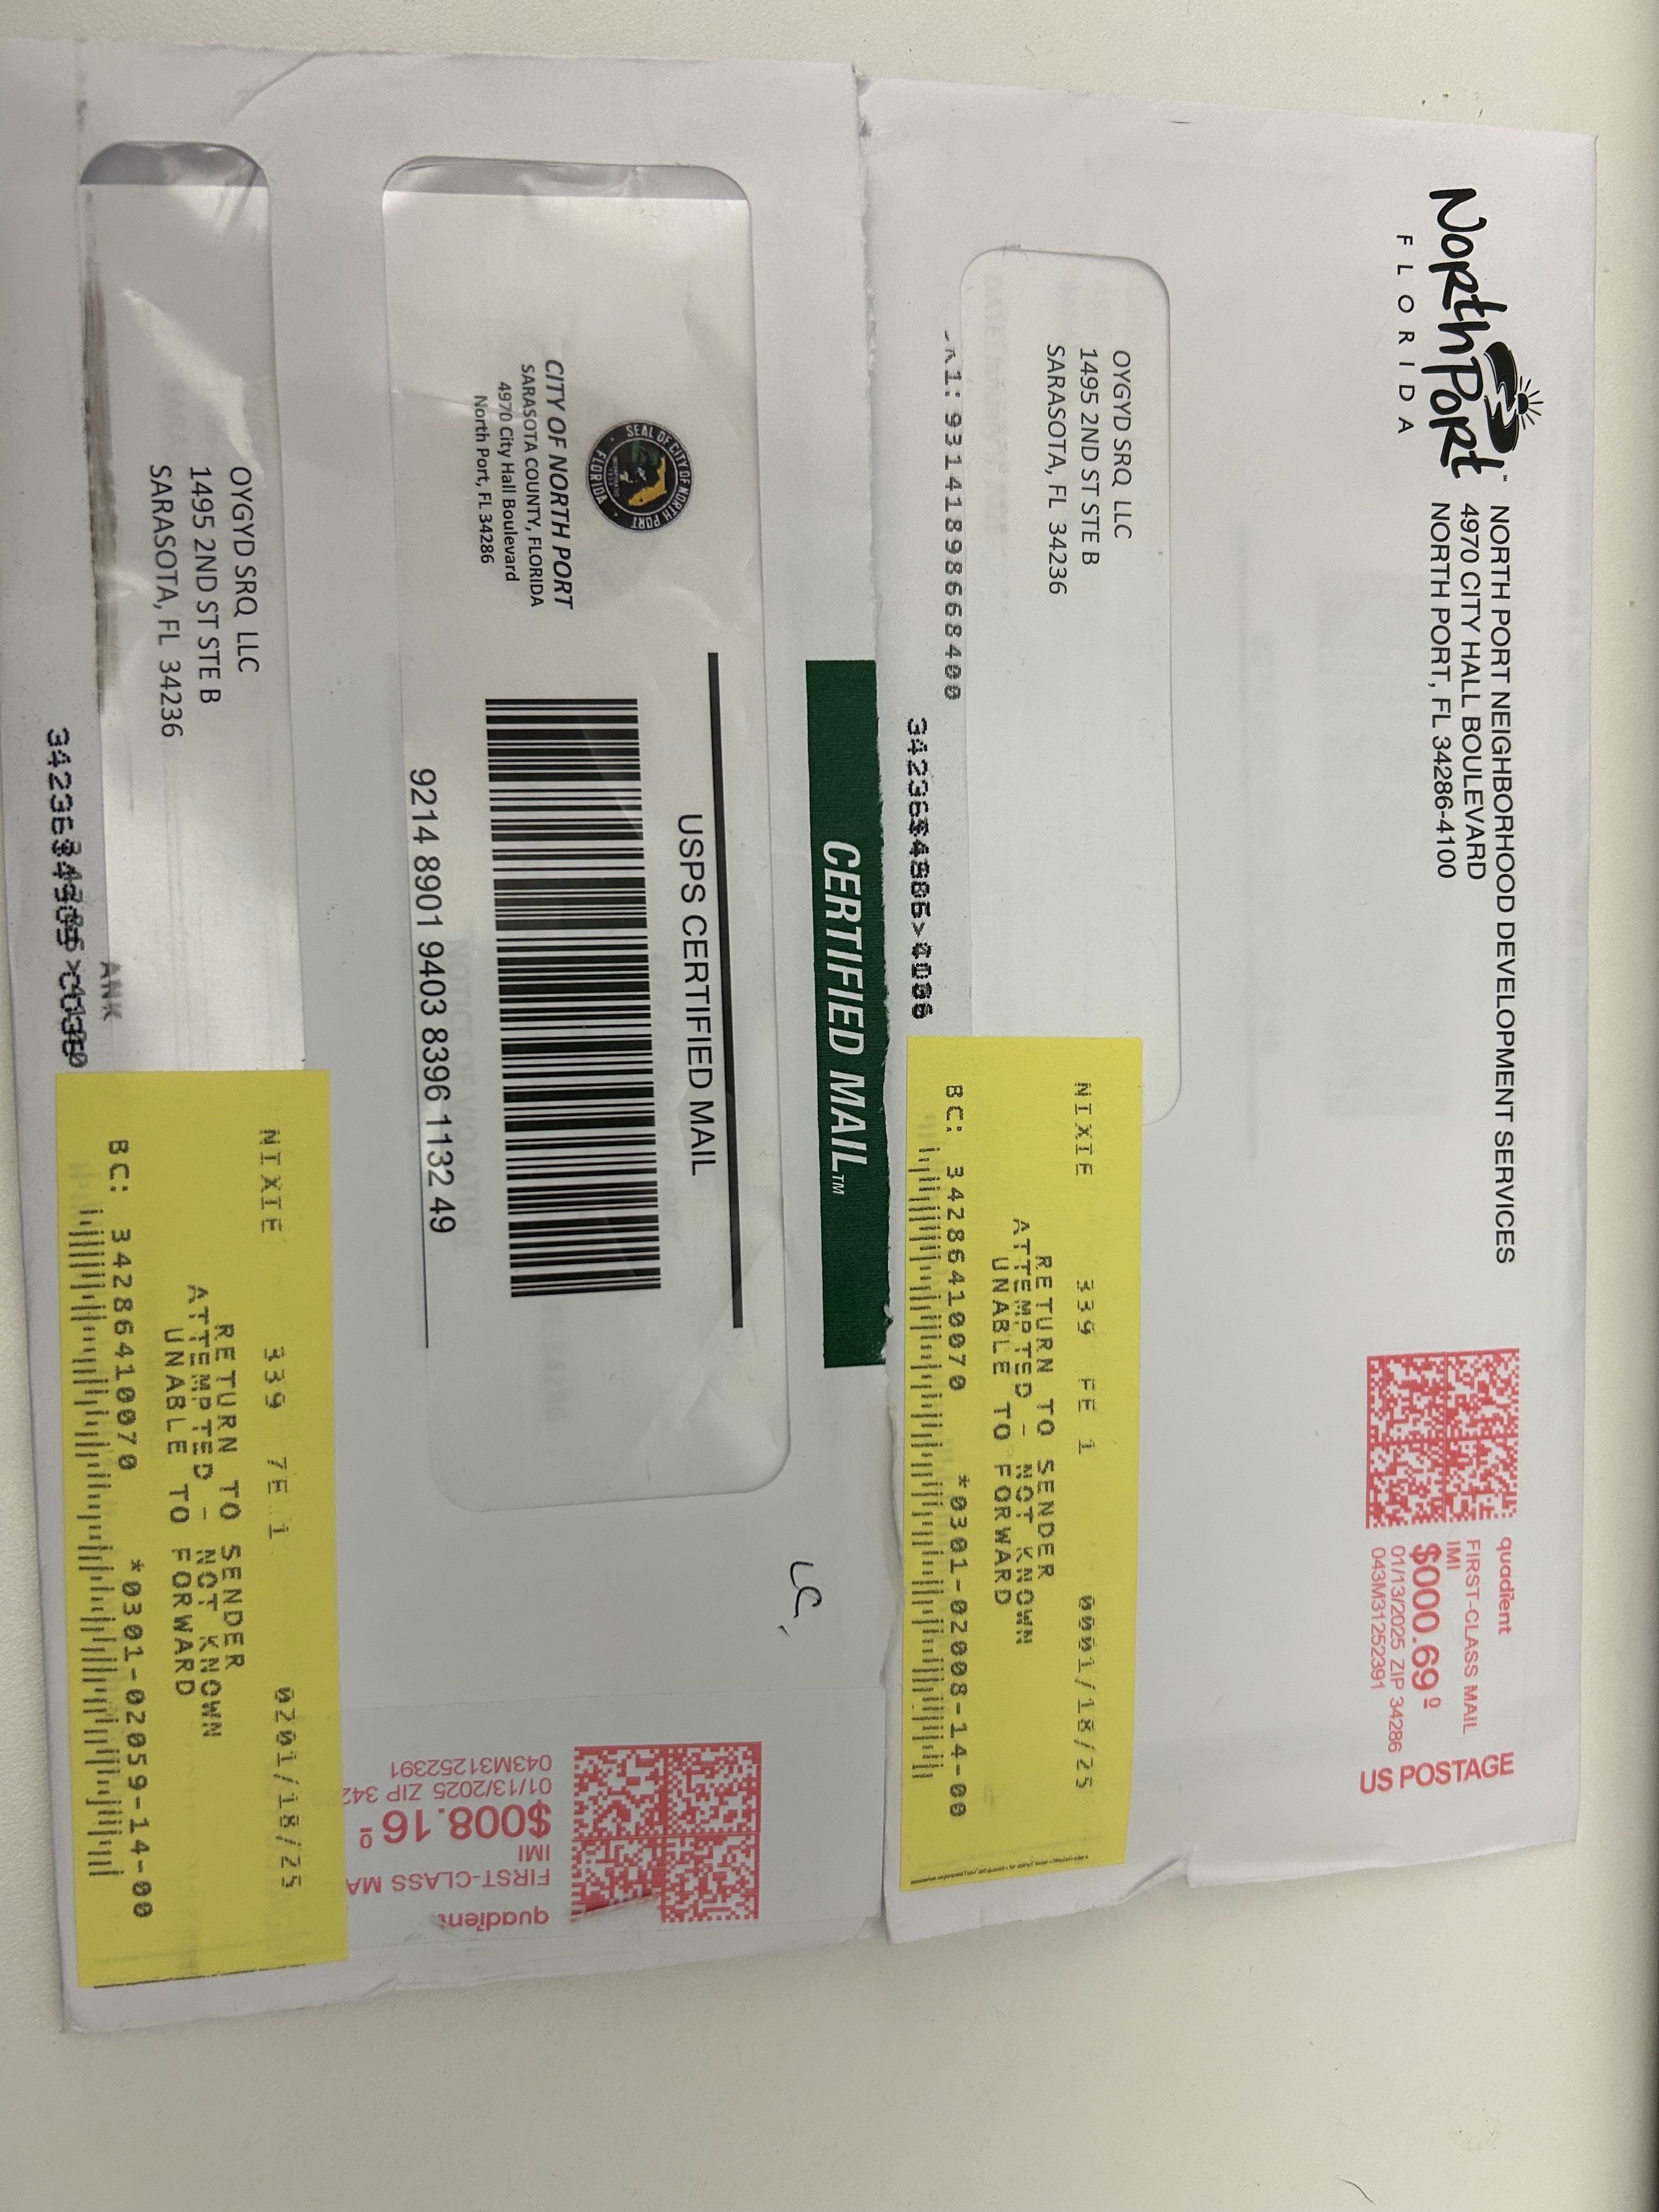 North Port
FLORIDA
NORTH PORT NEIGHBORHOOD DEVELOPMENT SERVICES
4970 CITY HALL BOULEVARD
NORTH PORT, FL 34286-4100
quadient
FIRST-CLASS MAIL
IMI
$000.69⁰
01/13/2025 ZIP 34286
043M31252391
US POSTAGE
OYGYD SRQ LLC
1495 2ND ST STE B
SARASOTA, FL 34236
NIXIE 339 FE 1 0001/18/25
RETURN TO SENDER
ATTEMPTED - NOT KNOWN
UNABLE TO FORWARD
BC: 34286410070 *0301-02008-14-00
CERTIFIED MAIL™
SEAL OF CITY OF NORTH PORT
FLORIDA
CITY OF NORTH PORT
SARASOTA COUNTY, FLORIDA
4970 City Hall Boulevard
North Port, FL 34286
USPS CERTIFIED MAIL
9214 8901 9403 8396 1132 49
LC,
quadient
FIRST-CLASS MA
IMI
$008.16⁰
01/13/2025 ZIP 342
043M31252391
OYGYD SRQ LLC
1495 2ND ST STE B
SARASOTA, FL 34236
ANK
NIXIE 339 7E 1 0201/18/25
RETURN TO SENDER
ATTEMPTED - NOT KNOWN
UNABLE TO FORWARD
BC: 34286410070 *0301-02059-14-00